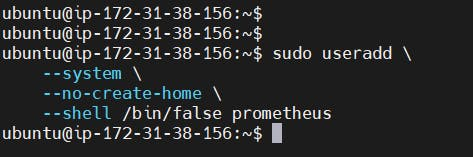 ubuntu@ip-172-31-38-156:~$
ubuntu@ip-172-31-38-156:~$
ubuntu@ip-172-31-38-156:~$ sudo useradd \
    --system \
    --no-create-home \
    --shell /bin/false prometheus
ubuntu@ip-172-31-38-156:~$